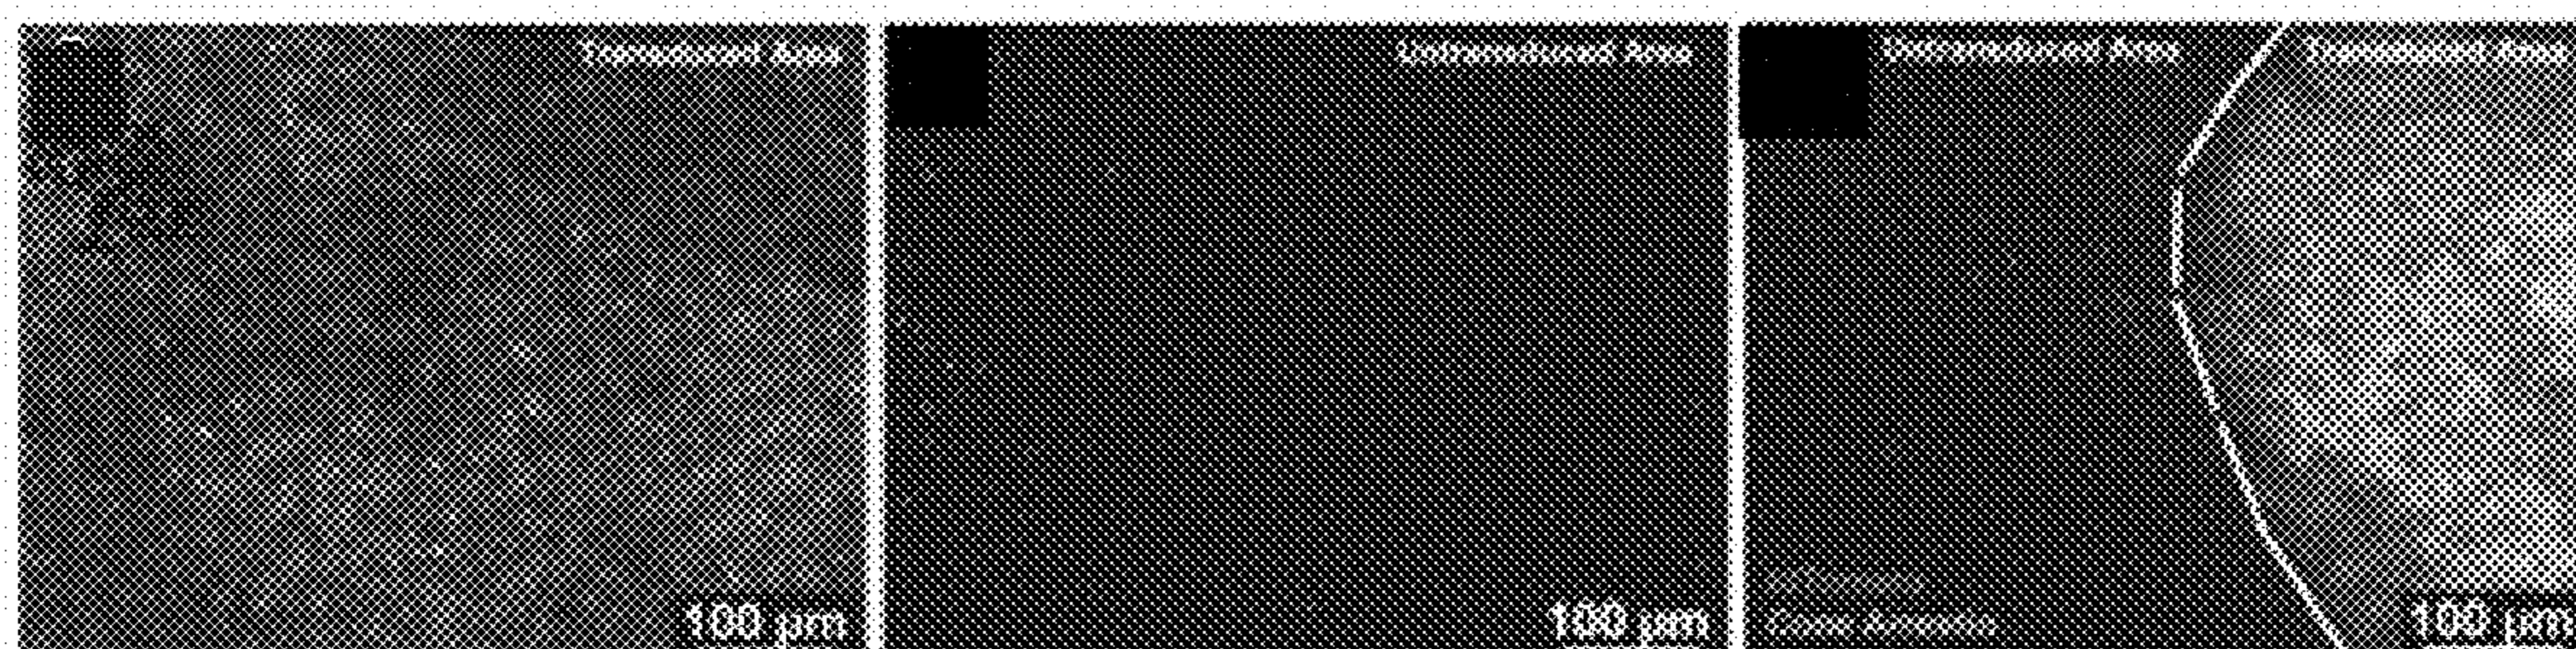 Transduced Area
100 µm
Untransduced Area
100 µm
Untransduced Area
Transduced Area
Cone Arrestin
100 µm